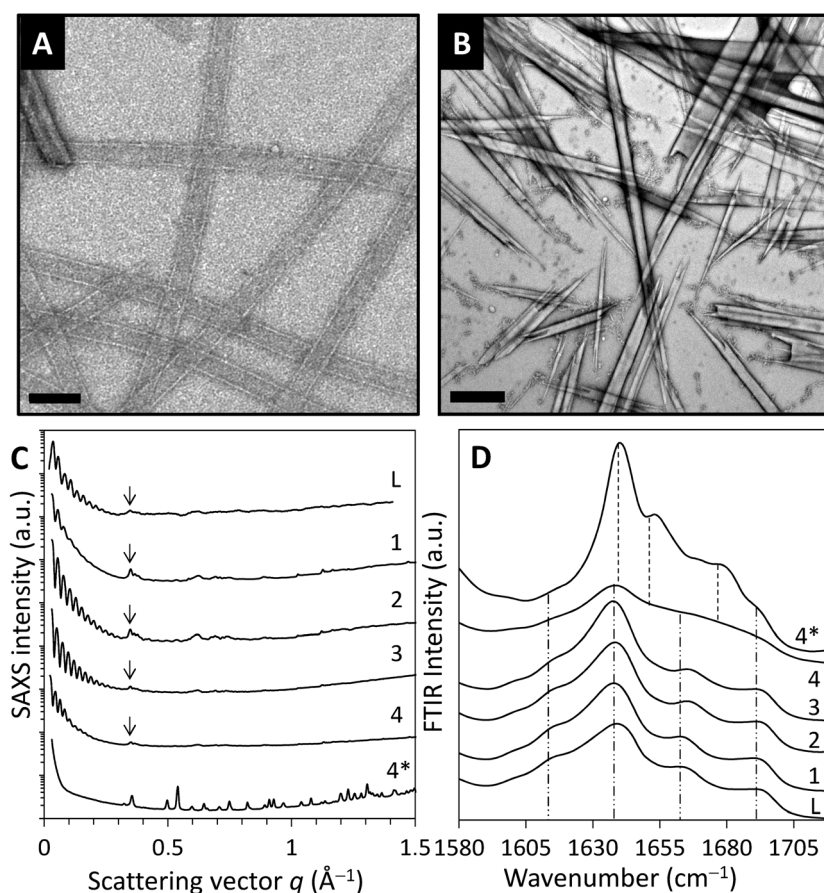 A
B
C
SAXS intensity (a.u.)
L
1
2
3
4
4*
0
0.5
1
1.5
Scattering vector q (Å⁻¹)
D
FTIR Intensity (a.u.)
4*
4
3
2
1
L
1580
1605
1630
1655
1680
1705
Wavenumber (cm⁻¹)